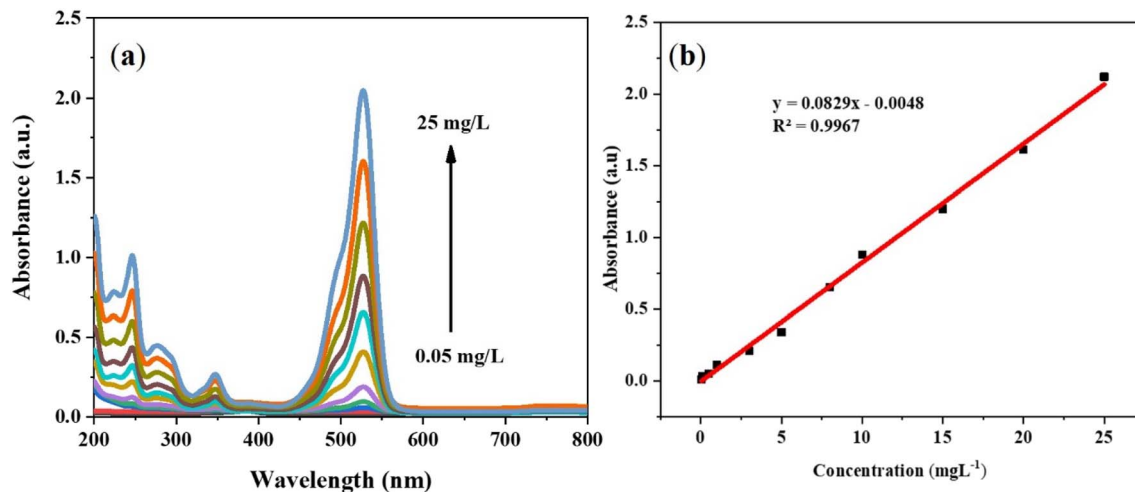 (a)
2.5
2.0
1.5
1.0
0.5
0.0
Absorbance (a.u.)
25 mg/L
0.05 mg/L
200 300 400 500 600 700 800
Wavelength (nm)
(b)
2.5
2.0
1.5
1.0
0.5
0.0
Absorbance (a.u)
y = 0.0829x - 0.0048
R² = 0.9967
0 5 10 15 20 25
Concentration (mgL⁻¹)